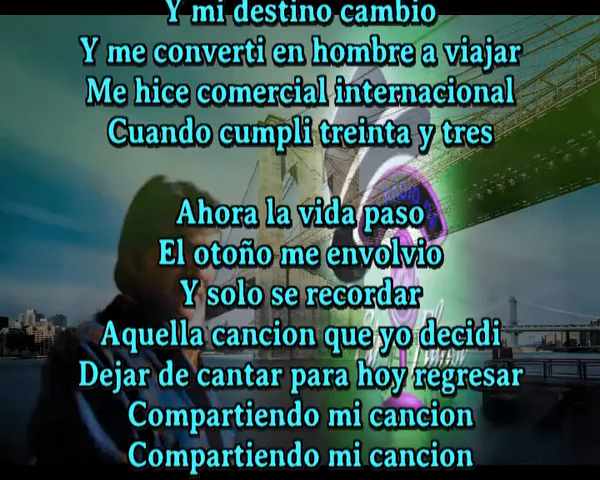 Y mi destino cambio
Y me converti en hombre a viajar
Me hice comercial internacional
Cuando cumpli treinta y tres
Ahora la vida paso
El otoño me envolvio
Y solo se recordar
Aquella cancion que yo decidi
Dejar de cantar para hoy regresar
Compartiendo mi cancion
Compartiendo mi cancion